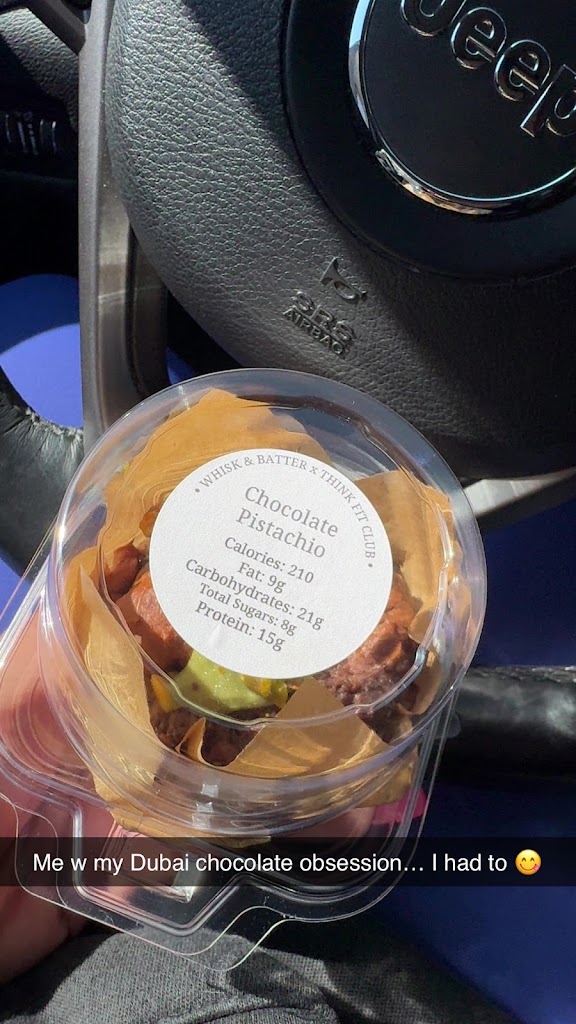 Jeep
SRS
AIRBAG
• WHISK & BATTER x THINK FIT CLUB •
Chocolate
Pistachio
Calories: 210
Fat: 9g
Carbohydrates: 21g
Total Sugars: 8g
Protein: 15g
Me w my Dubai chocolate obsession... I had to 😋